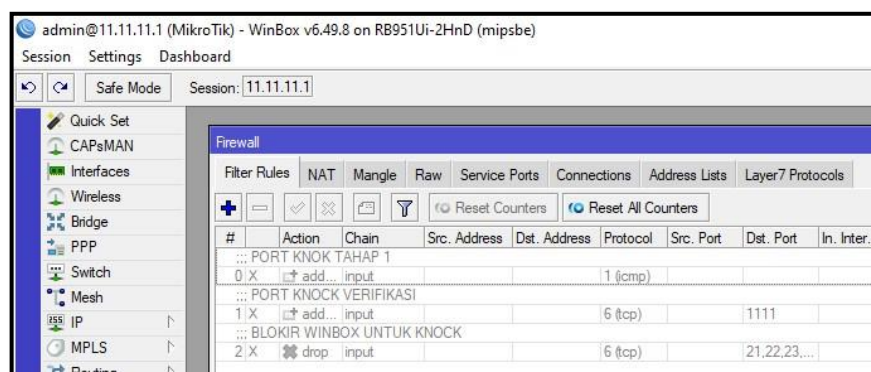 admin@11.11.11.1 (MikroTik) - WinBox v6.49.8 on RB951Ui-2HnD (mipsbe)
Session Settings Dashboard
Safe Mode Session: 11.11.11.1
Quick Set
CAPsMAN
Interfaces
Wireless
Bridge
PPP
Switch
Mesh
IP
MPLS
Routing
Firewall
Filter Rules NAT Mangle Raw Service Ports Connections Address Lists Layer7 Protocols
Reset Counters Reset All Counters
# Action Chain Src. Address Dst. Address Protocol Src. Port Dst. Port In. Inter.
::: PORT KNOK TAHAP 1
0 X add... input 1 (icmp)
::: PORT KNOCK VERIFIKASI
1 X add... input 6 (tcp) 1111
::: BLOKIR WINBOX UNTUK KNOCK
2 X drop input 6 (tcp) 21,22,23,...